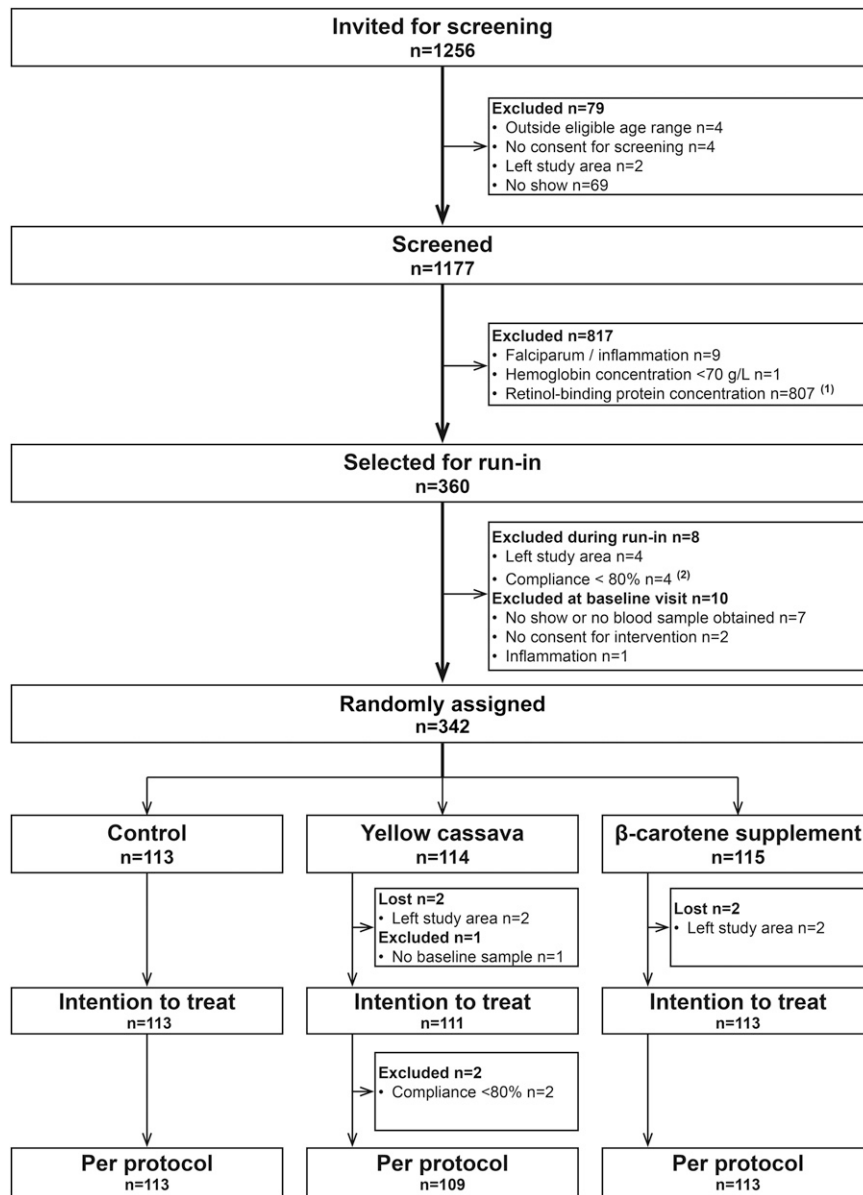 Invited for screening
n=1256
Excluded n=79
• Outside eligible age range n=4
• No consent for screening n=4
• Left study area n=2
• No show n=69
Screened
n=1177
Excluded n=817
• Falciparum / inflammation n=9
• Hemoglobin concentration <70 g/L n=1
• Retinol-binding protein concentration n=807 (1)
Selected for run-in
n=360
Excluded during run-in n=8
• Left study area n=4
• Compliance < 80% n=4 (2)
Excluded at baseline visit n=10
• No show or no blood sample obtained n=7
• No consent for intervention n=2
• Inflammation n=1
Randomly assigned
n=342
Control
n=113
Yellow cassava
n=114
β-carotene supplement
n=115
Lost n=2
• Left study area n=2
Excluded n=1
• No baseline sample n=1
Lost n=2
• Left study area n=2
Intention to treat
n=113
Intention to treat
n=111
Intention to treat
n=113
Excluded n=2
• Compliance <80% n=2
Per protocol
n=113
Per protocol
n=109
Per protocol
n=113